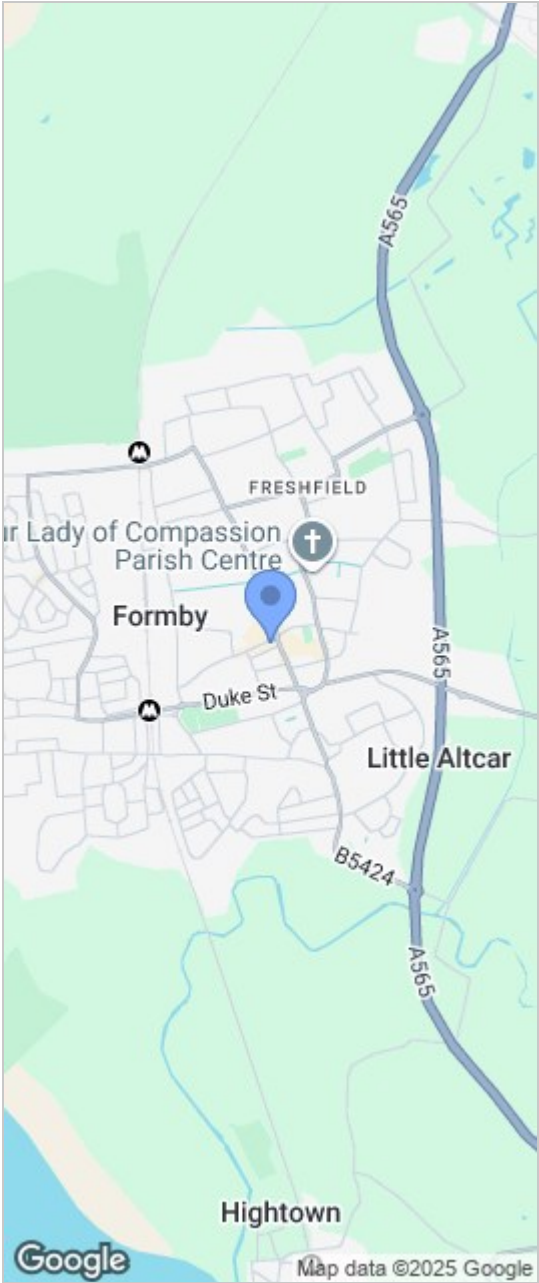 A565
FRESHFIELD
ur Lady of Compassion
Parish Centre
Formby
A565
Duke St
Little Altcar
B5424
A565
Hightown
Google
Map data ©2025 Google